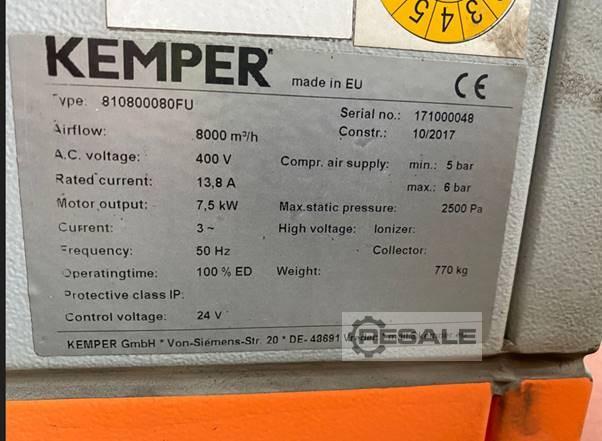 3 4 5
KEMPER made in EU CE
Type: 810800080FU Serial no.: 171000048
Airflow: 8000 m³/h Constr.: 10/2017
A.C. voltage: 400 V Compr. air supply: min.: 5 bar
Rated current: 13,8 A max.: 6 bar
Motor output: 7,5 kW Max.static pressure: 2500 Pa
Current: 3 ~ High voltage: Ionizer:
Frequency: 50 Hz Collector:
Operatingtime: 100 % ED Weight: 770 kg
Protective class IP:
Control voltage: 24 V
RESALE
KEMPER GmbH * Von-Siemens-Str. 20 * DE- 48691 Vreden *